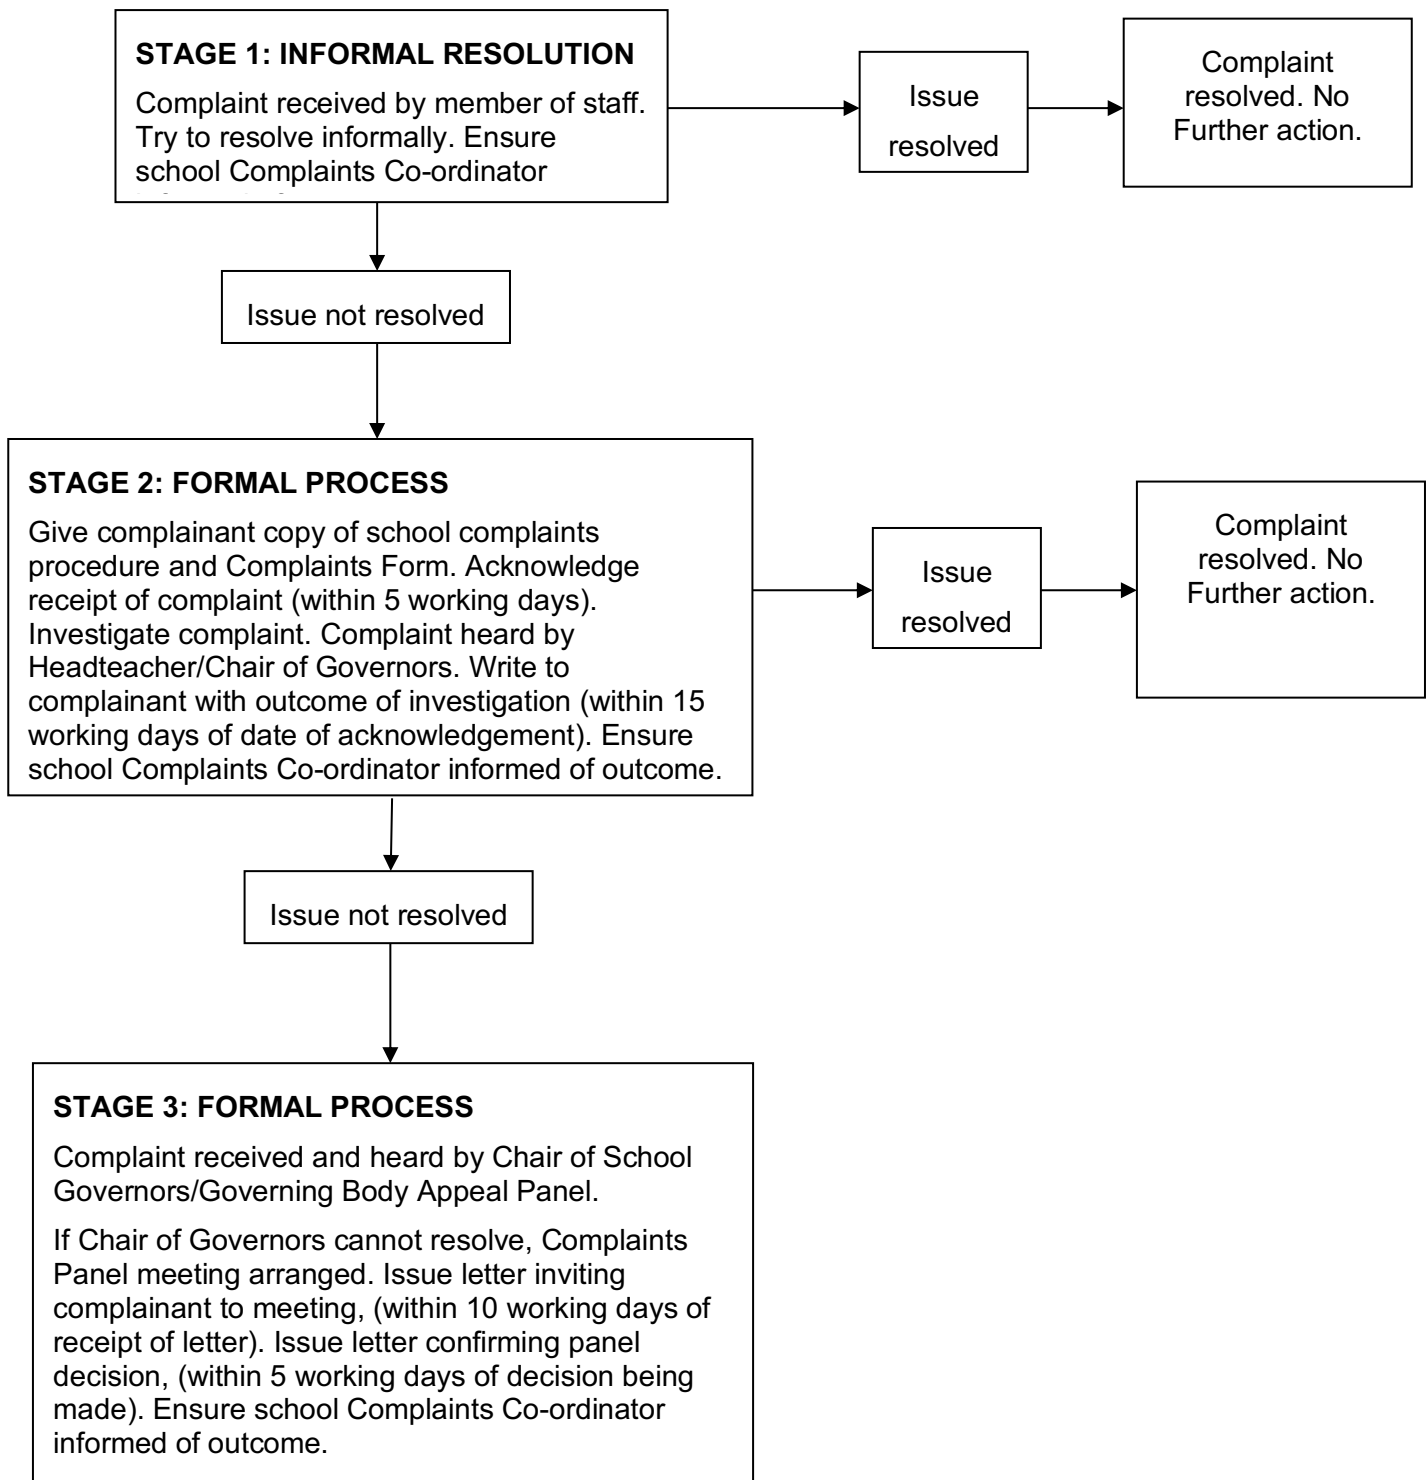 STAGE 1: INFORMAL RESOLUTION
Complaint received by member of staff.
Try to resolve informally. Ensure
school Complaints Co-ordinator
Issue
resolved
Complaint
resolved. No
Further action.
Issue not resolved
STAGE 2: FORMAL PROCESS
Give complainant copy of school complaints
procedure and Complaints Form. Acknowledge
receipt of complaint (within 5 working days).
Investigate complaint. Complaint heard by
Headteacher/Chair of Governors. Write to
complainant with outcome of investigation (within 15
working days of date of acknowledgement). Ensure
school Complaints Co-ordinator informed of outcome.
Issue
resolved
Complaint
resolved. No
Further action.
Issue not resolved
STAGE 3: FORMAL PROCESS
Complaint received and heard by Chair of School
Governors/Governing Body Appeal Panel.
If Chair of Governors cannot resolve, Complaints
Panel meeting arranged. Issue letter inviting
complainant to meeting, (within 10 working days of
receipt of letter). Issue letter confirming panel
decision, (within 5 working days of decision being
made). Ensure school Complaints Co-ordinator
informed of outcome.